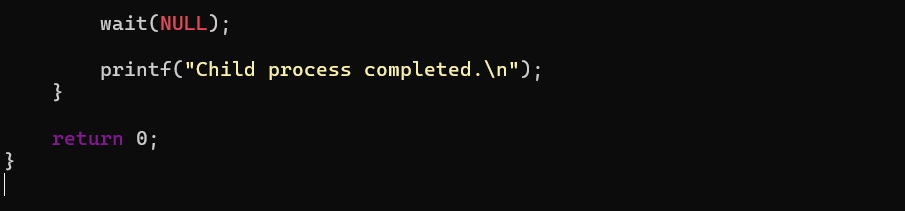 wait(NULL);

        printf("Child process completed.\n");
    }

    return 0;
}